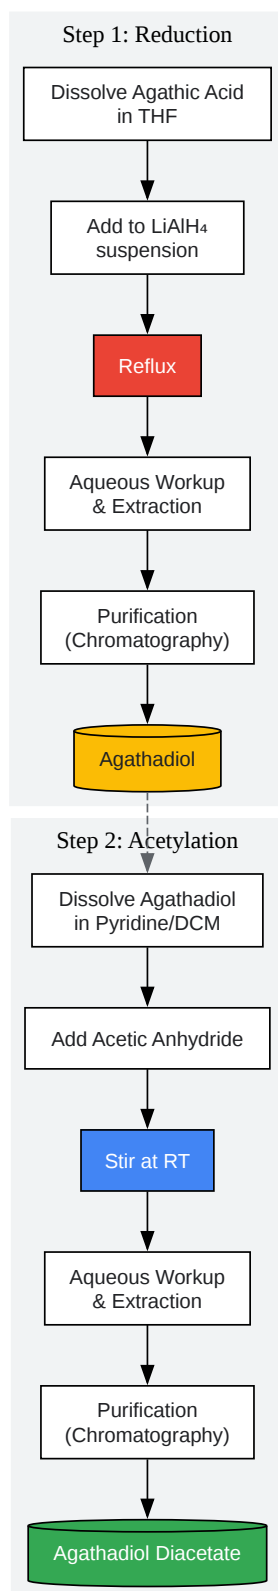 Step 1: Reduction
Dissolve Agathic Acid
in THF
Add to LiAlH₄
suspension
Reflux
Aqueous Workup
& Extraction
Purification
(Chromatography)
Agathadiol
Step 2: Acetylation
Dissolve Agathadiol
in Pyridine/DCM
Add Acetic Anhydride
Stir at RT
Aqueous Workup
& Extraction
Purification
(Chromatography)
Agathadiol Diacetate